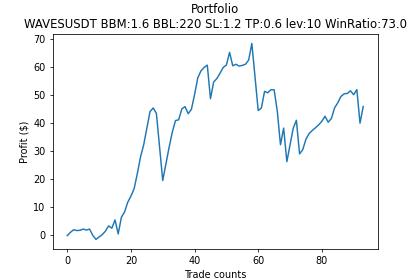 Portfolio
WAVESUSDT BBM:1.6 BBL:220 SL:1.2 TP:0.6 lev:10 WinRatio:73.0
70
60
50
40
30
20
10
0
Profit ($)
0 20 40 60 80
Trade counts